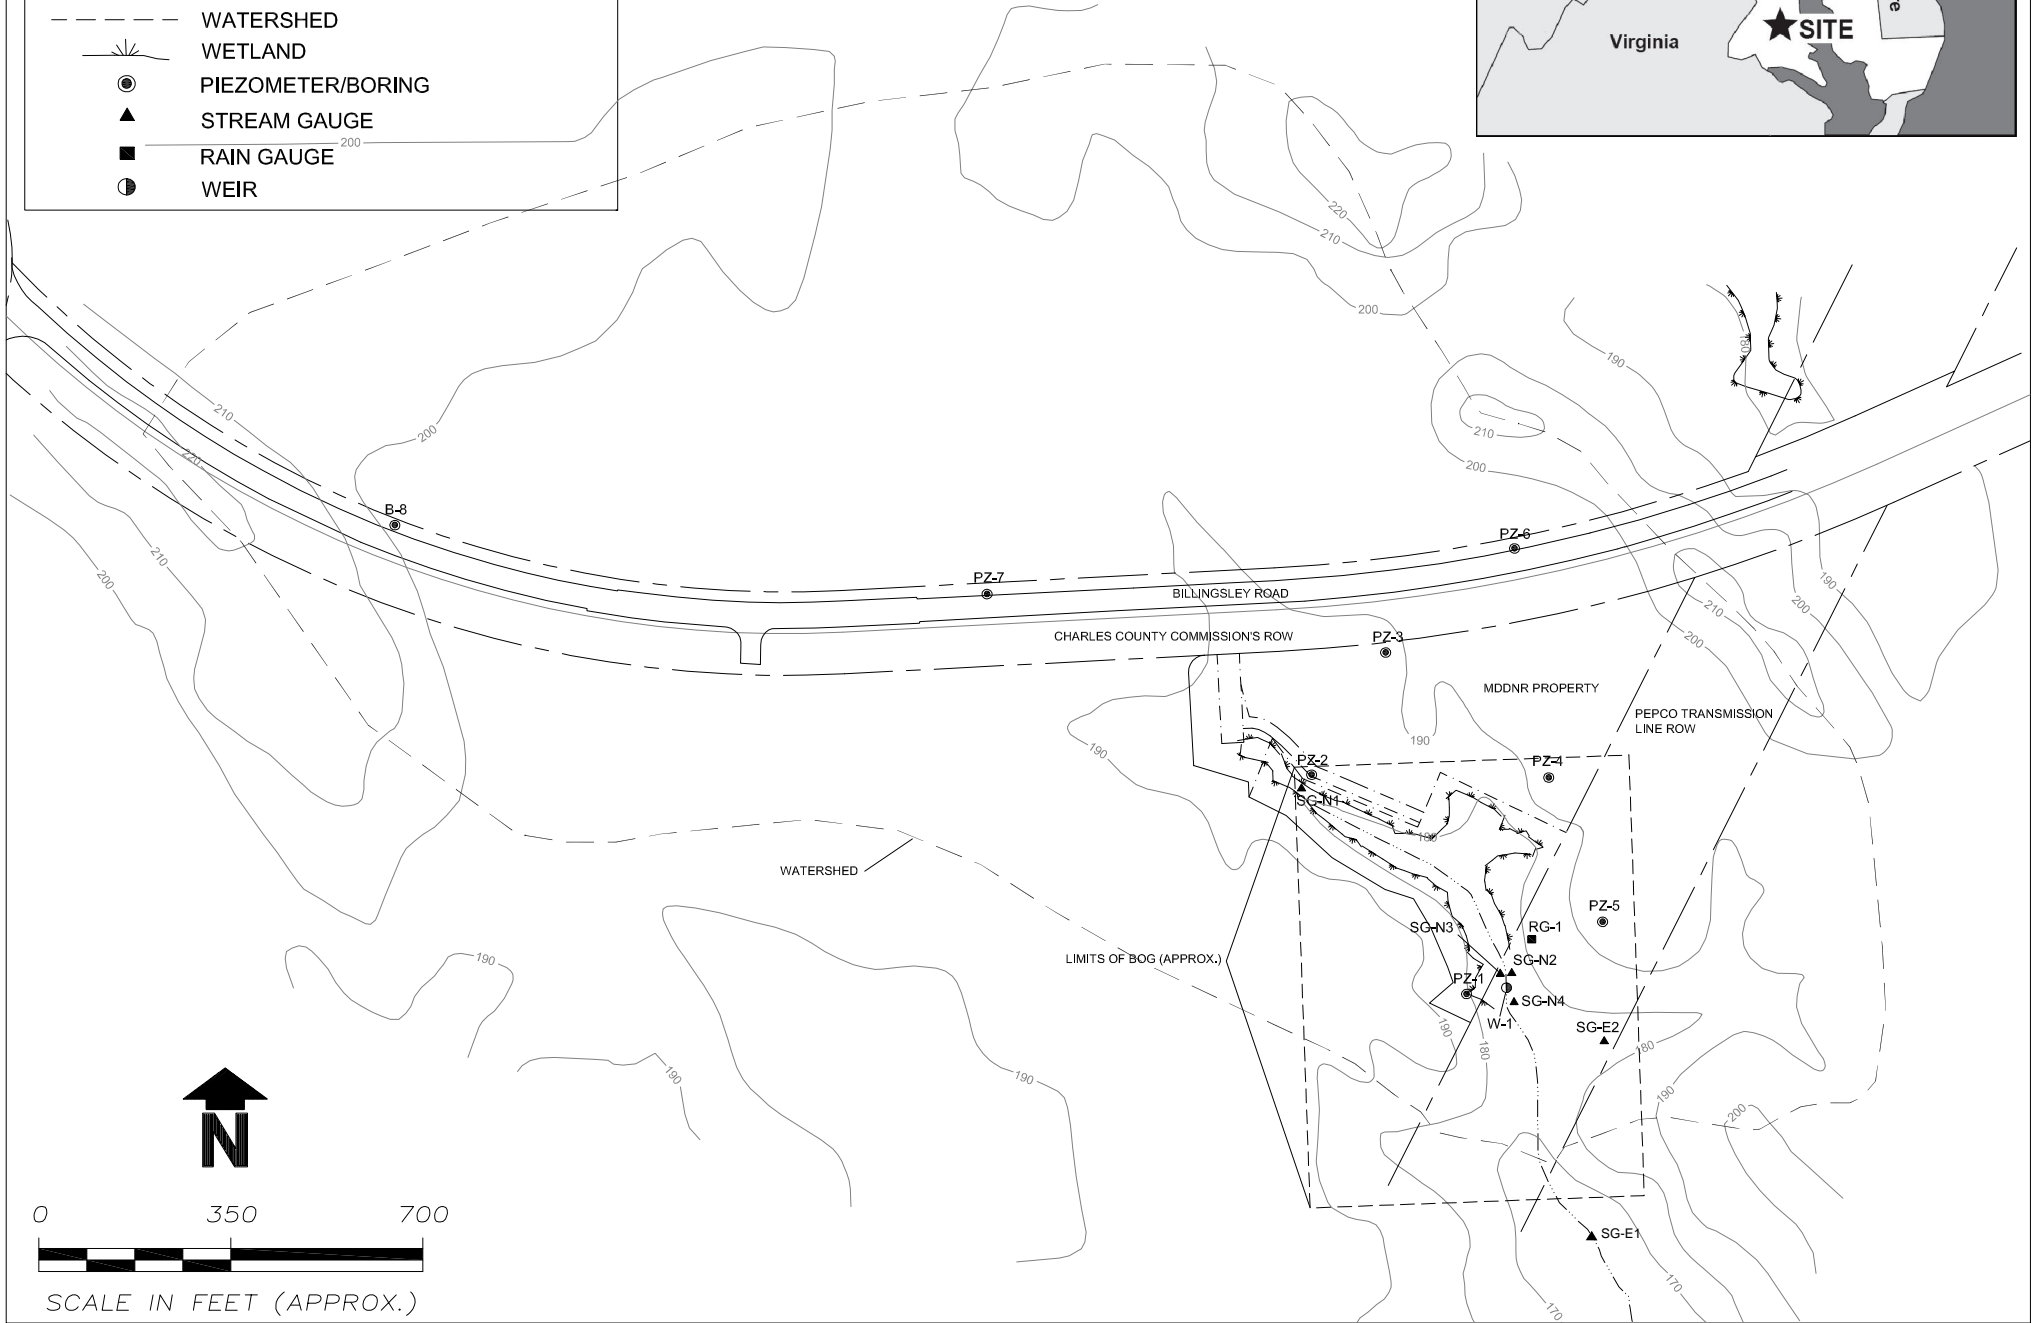 WATERSHED
WETLAND
PIEZOMETER/BORING
STREAM GAUGE
RAIN GAUGE
WEIR
Virginia
SITE
re
200
220
210
200
190
180
210
200
210
200
220
210
200
B-8
PZ-7
PZ-6
BILLINGSLEY ROAD
CHARLES COUNTY COMMISSION'S ROW
PZ-3
190
200
210
200
MDDNR PROPERTY
PEPCO TRANSMISSION
LINE ROW
190
190
PZ-2
PZ-4
SG-N1
180
WATERSHED
PZ-5
SG-N3
RG-1
LIMITS OF BOG (APPROX.)
SG-N2
190
PZ-1
SG-N4
W-1
SG-E2
190
180
180
190
190
190
200
N
SG-E1
170
170
0 350 700
SCALE IN FEET (APPROX.)